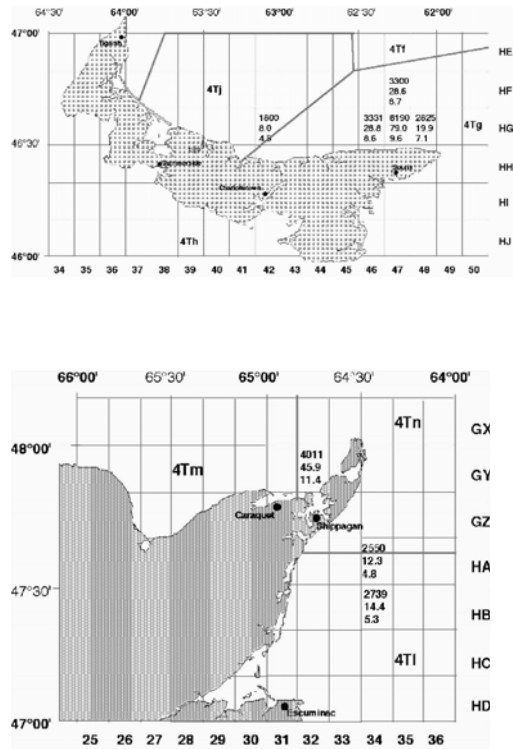 64°30' 64°00' 63°30' 63°00' 62°30' 62°00'
47°00'
HE
4Tf
4Tj
3300
28.6
8.7
HF
1600
8.0
3331 8190 2825
28.8 79.0 19.9
8.6 9.6 7.1
4Tg
HG
46°30'
HH
Charlottetown
HI
4Th
46°00'
HJ
34 35 36 37 38 39 40 41 42 43 44 45 46 47 48 49 50
66°00' 65°30' 65°00' 64°30' 64°00'
4Tn
GX
48°00'
4Tm
4011
45.9
11.4
GY
Caraquet
Shippagan
GZ
2550
12.3
4.8
HA
47°30'
2739
14.4
5.3
HB
4Tl
HC
Escuminac
HD
47°00'
25 26 27 28 29 30 31 32 33 34 35 36